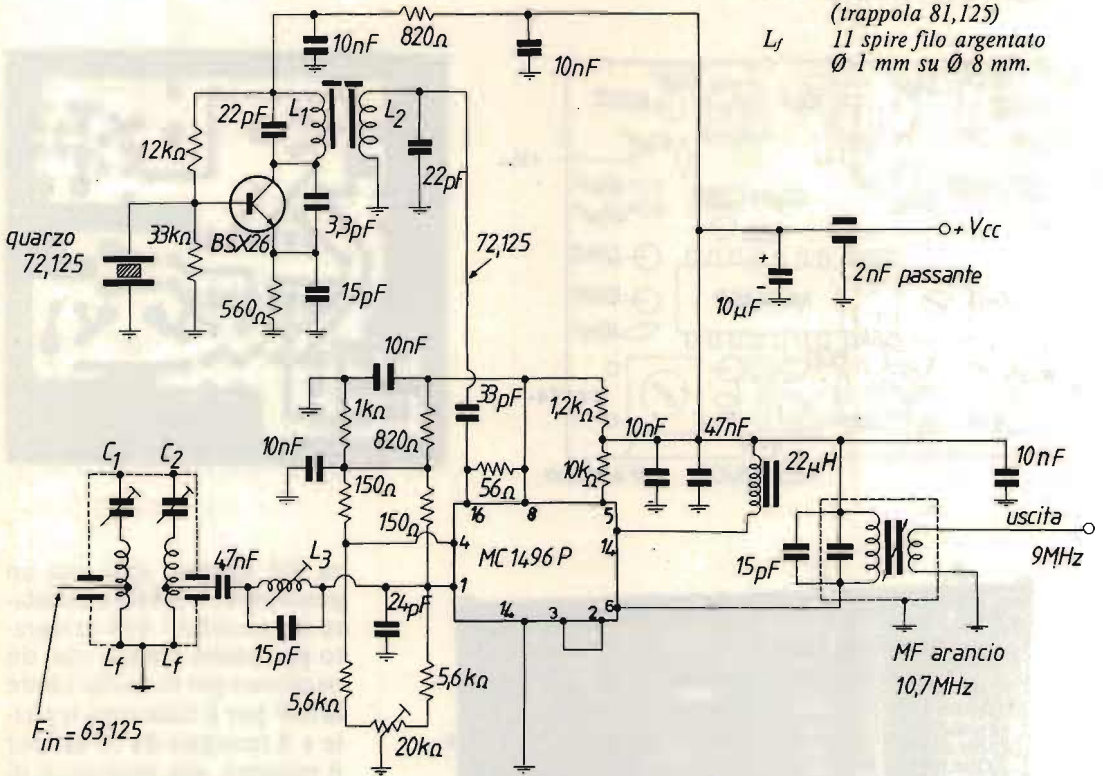 (trappola 81,125)
Lf 11 spire filo argentato
Ø 1 mm su Ø 8 mm.
10nF
820Ω
10nF
22pF
L1
L2
12kΩ
22pF
BSX26
3,3pF
quarzo
72,125
33kΩ
72,125
+ Vcc
560Ω
15pF
+
-
10µF
2nF passante
10nF
33pF
1kΩ
820Ω
1,2kΩ
10nF
47nF
10nF
C1
C2
150Ω
56Ω
10kΩ
22µH
10nF
150Ω
16
8
5
uscita
47nF
L3
4
14
9MHz
MC1496P
15pF
1
24pF
6
14
3
2
15pF
Lf
Lf
5,6kΩ
5,6kΩ
MF arancio
10,7MHz
Fin = 63,125
20kΩ